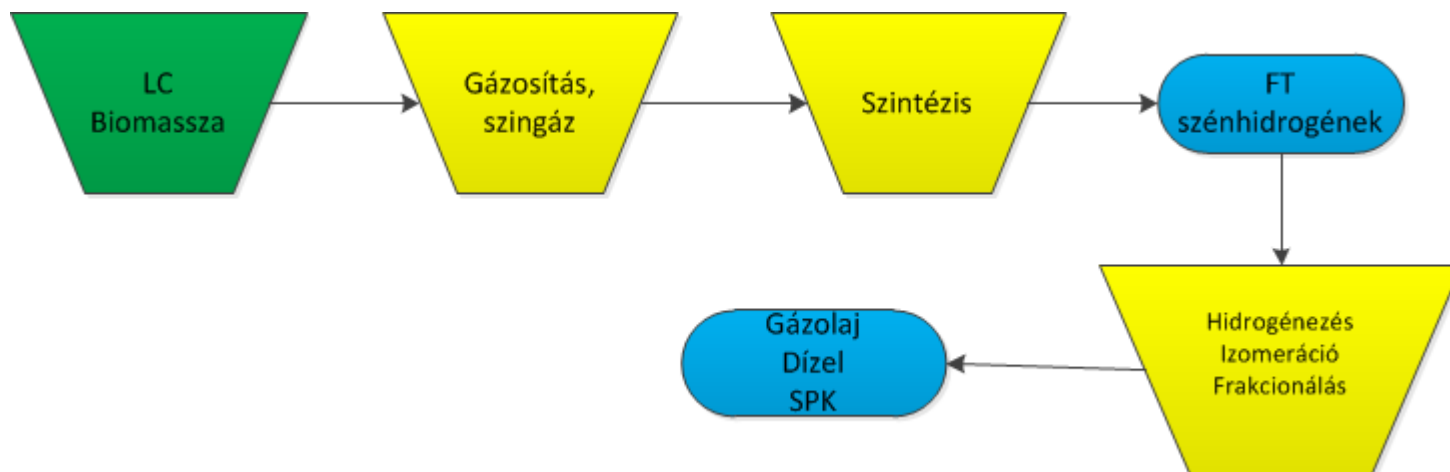 LC
Biomassza
Gázosítás,
szingáz
Szintézis
FT
szénhidrogének
Hidrogénezés
Izomeráció
Frakcionálás
Gázolaj
Dízel
SPK